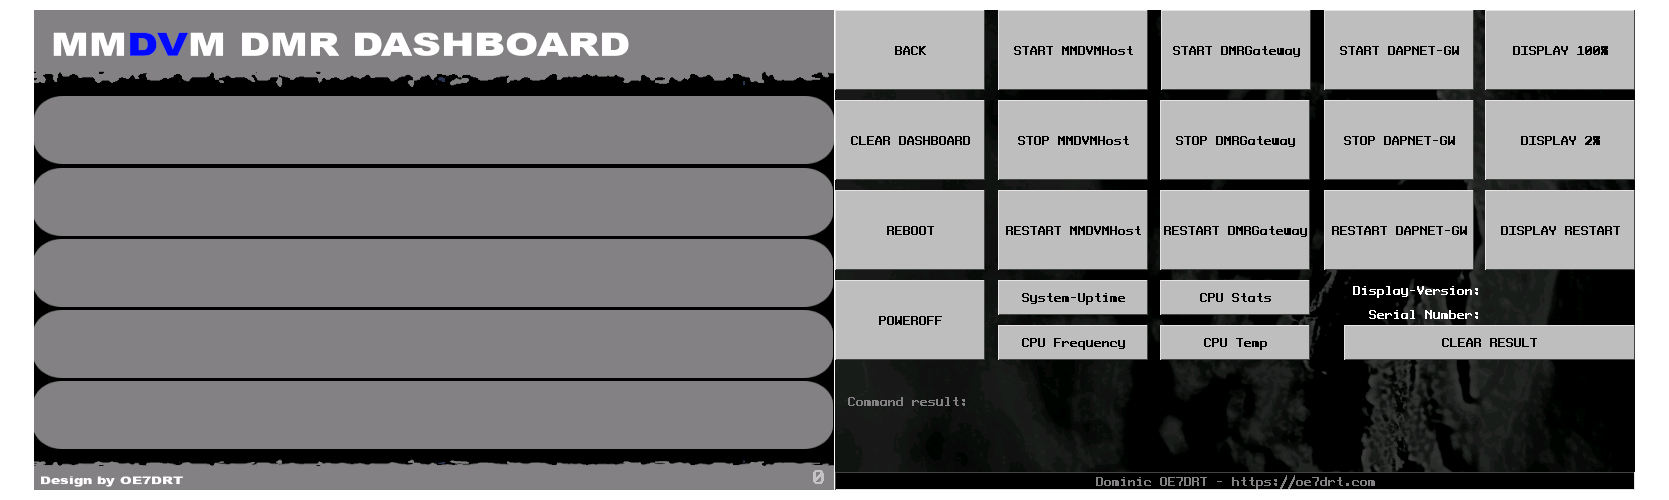 MMDVM DMR DASHBOARD
Design by OE7DRT
0
BACK
START MMDVMHost
START DMRGateway
START DAPNET-GW
DISPLAY 100%
CLEAR DASHBOARD
STOP MMDVMHost
STOP DMRGateway
STOP DAPNET-GW
DISPLAY 2%
REBOOT
RESTART MMDVMHost
RESTART DMRGateway
RESTART DAPNET-GW
DISPLAY RESTART
POWEROFF
System-Uptime
CPU Stats
Display-Version:
Serial Number:
CPU Frequency
CPU Temp
CLEAR RESULT
Command result:
Dominic OE7DRT - https://oe7drt.com